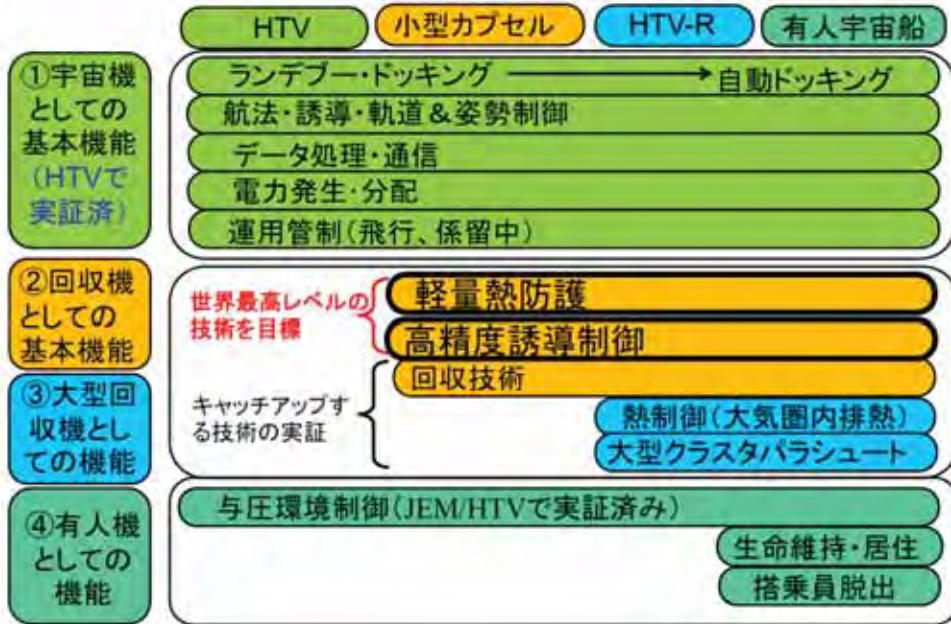 HTV
小型カプセル
HTV-R
有人宇宙船
①宇宙機
としての
基本機能
(HTVで
実証済)
ランデブー・ドッキング
自動ドッキング
航法・誘導・軌道&姿勢制御
データ処理・通信
電力発生・分配
運用管制(飛行、係留中)
②回収機
としての
基本機能
世界最高レベルの
技術を目標
軽量熱防護
高精度誘導制御
回収技術
③大型回
収機とし
ての機能
キャッチアップす
る技術の実証
熱制御(大気圏内排熱)
大型クラスタパラシュート
④有人機
としての
機能
与圧環境制御(JEM/HTVで実証済み)
生命維持・居住
搭乗員脱出